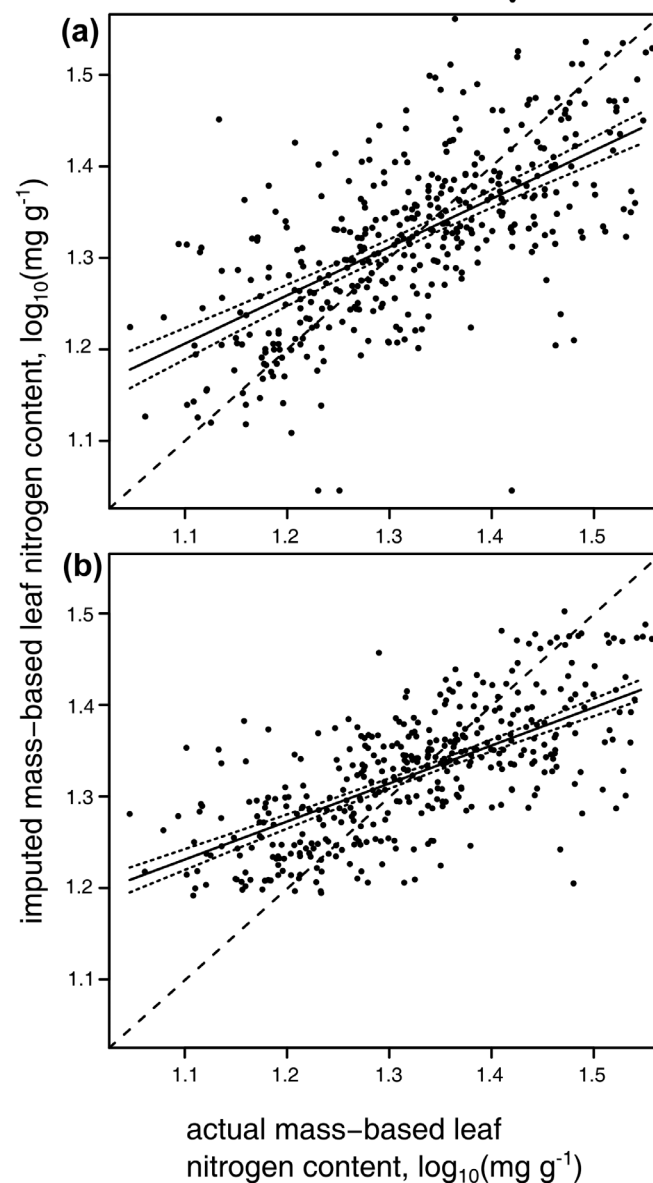 (a)
1.5
1.4
1.3
1.2
1.1
1.1 1.2 1.3 1.4 1.5
(b)
1.5
1.4
1.3
1.2
1.1
1.1 1.2 1.3 1.4 1.5
imputed mass−based leaf nitrogen content, log₁₀(mg g⁻¹)
actual mass−based leaf
nitrogen content, log₁₀(mg g⁻¹)